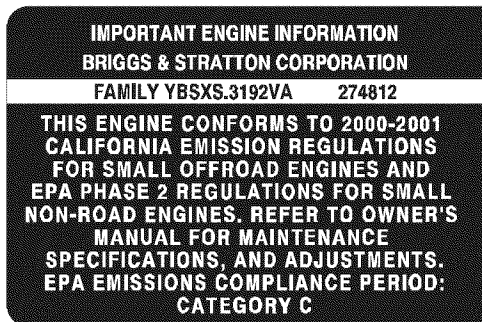 IMPORTANT ENGINE INFORMATION
BRIGGS & STRATTON CORPORATION
FAMILY YBSXS.3192VA 274812
THIS ENGINE CONFORMS TO 2000-2001
CALIFORNIA EMISSION REGULATIONS
FOR SMALL OFFROAD ENGINES AND
EPA PHASE 2 REGULATIONS FOR SMALL
NON-ROAD ENGINES. REFER TO OWNER'S
MANUAL FOR MAINTENANCE
SPECIFICATIONS, AND ADJUSTMENTS.
EPA EMISSIONS COMPLIANCE PERIOD:
CATEGORY C